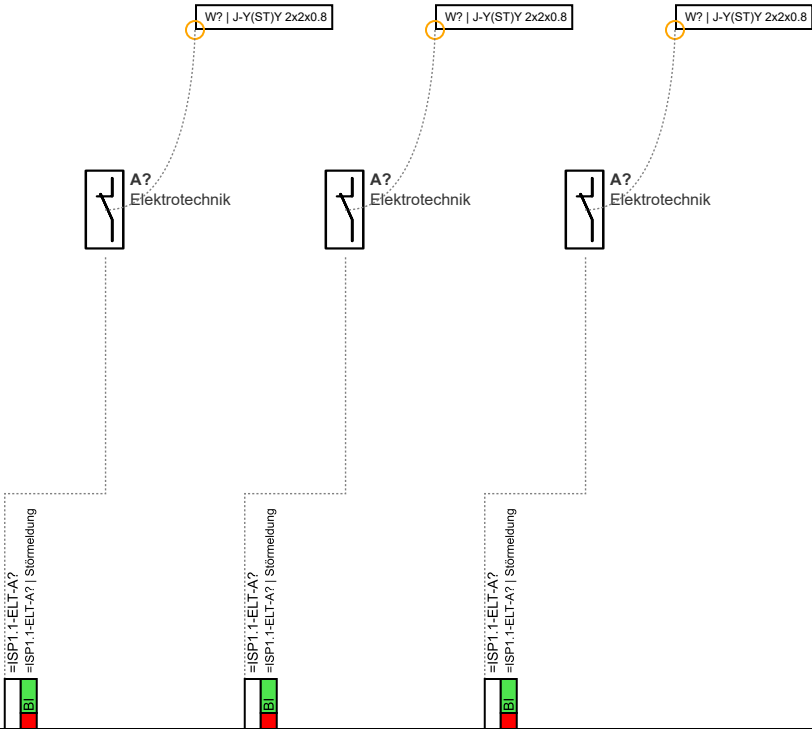 W? | J-Y(ST)Y 2x2x0.8
W? | J-Y(ST)Y 2x2x0.8
W? | J-Y(ST)Y 2x2x0.8
A?
Elektrotechnik
A?
Elektrotechnik
A?
Elektrotechnik
=ISP1.1-ELT-A?
=ISP1.1-ELT-A? | Störmeldung
BI
=ISP1.1-ELT-A?
=ISP1.1-ELT-A? | Störmeldung
BI
=ISP1.1-ELT-A?
=ISP1.1-ELT-A? | Störmeldung
BI